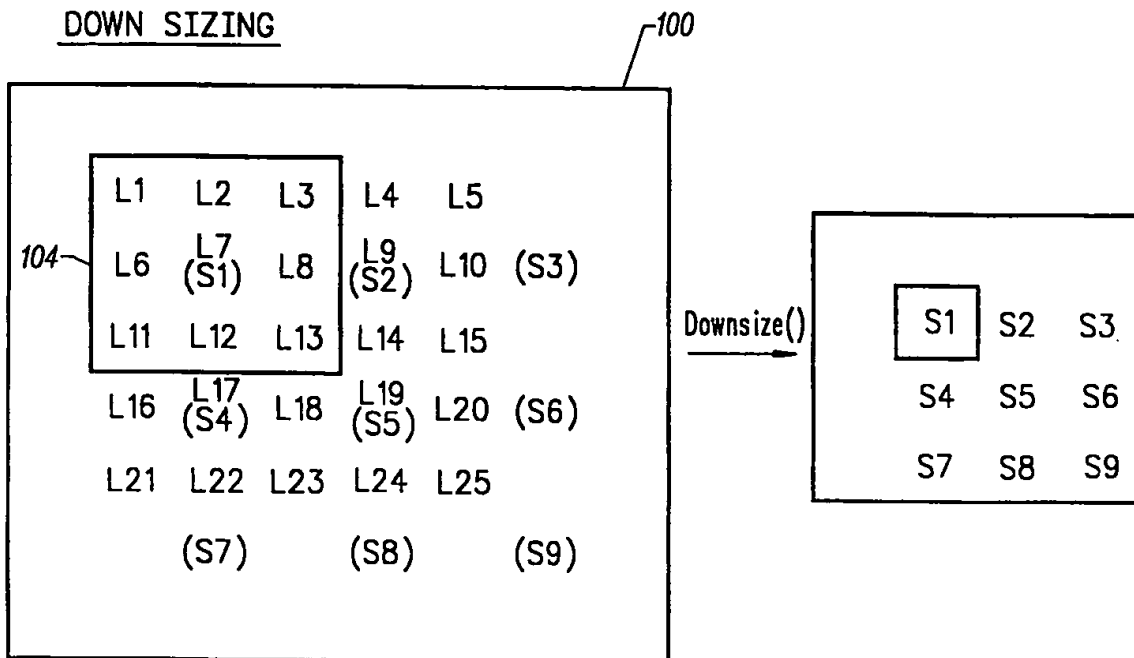 DOWN SIZING
100
L1 L2 L3 L4 L5
104
L6 L7 L8 L9 L10 (S3)
(S1) (S2)
L11 L12 L13 L14 L15
L16 L17 L18 L19 L20 (S6)
(S4) (S5)
L21 L22 L23 L24 L25
(S7) (S8) (S9)
Downsize()
S1 S2 S3
S4 S5 S6
S7 S8 S9